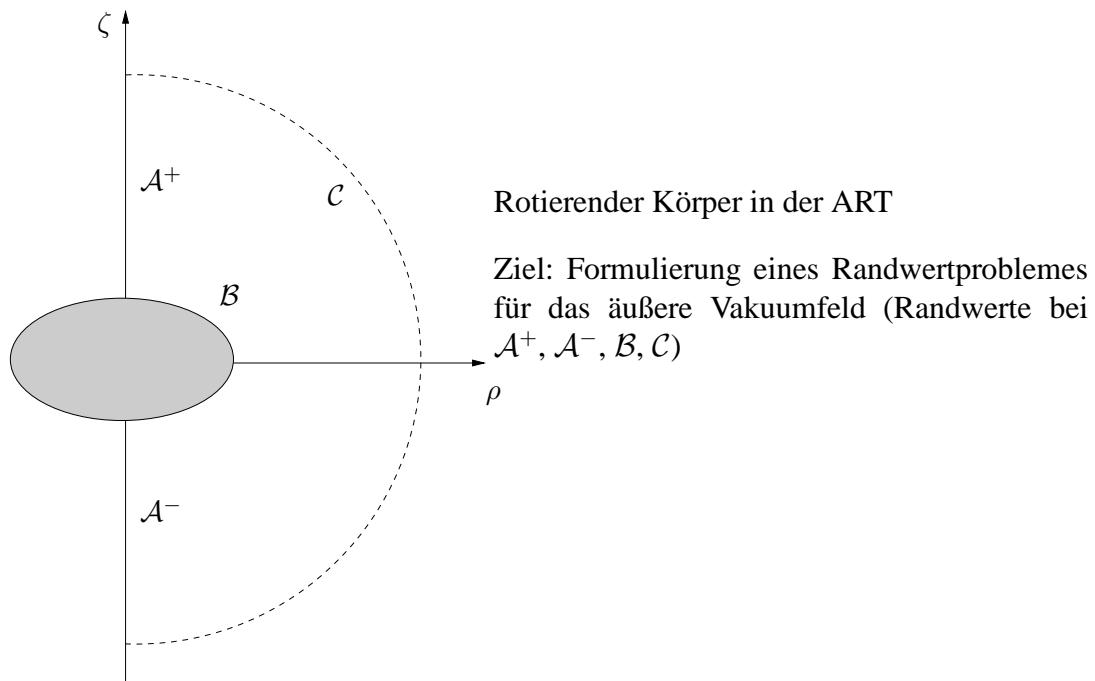 ζ
𝒜⁺
𝒞
Rotierender Körper in der ART
Ziel: Formulierung eines Randwertproblemes
für das äußere Vakuumfeld (Randwerte bei
𝒜⁺, 𝒜⁻, ℬ, 𝒞)
ℬ
ρ
𝒜⁻